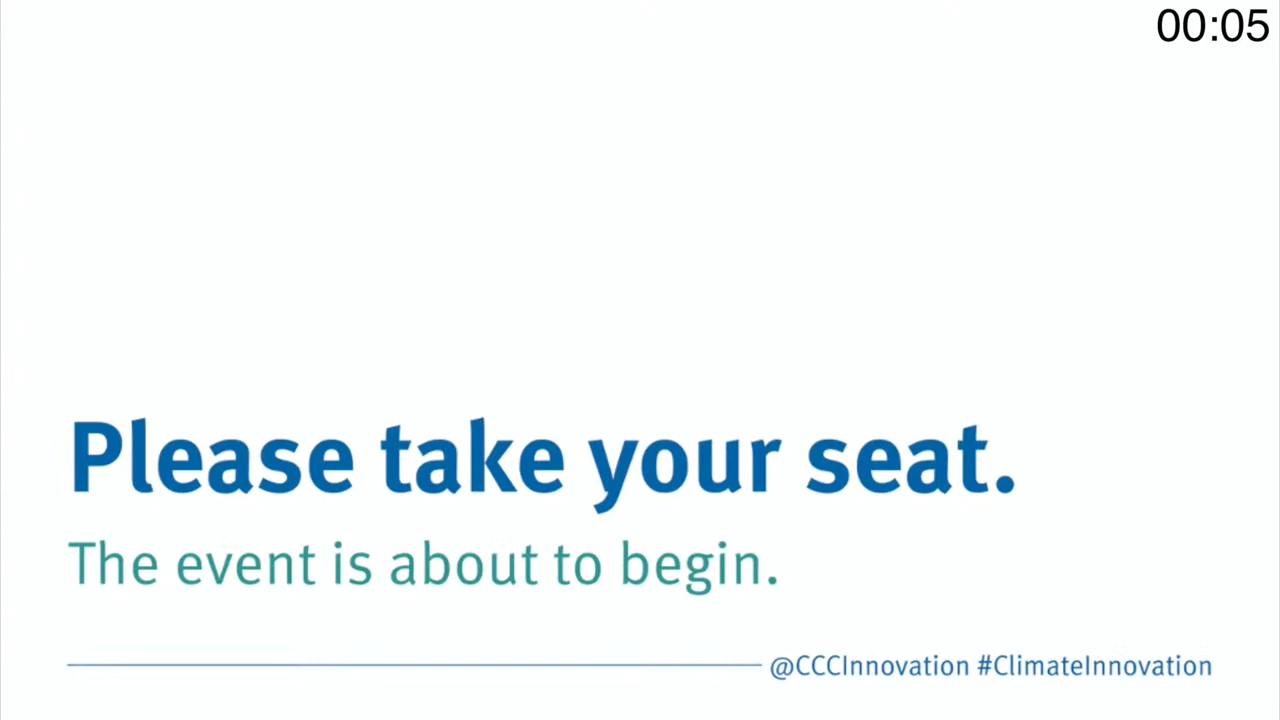 00:05
Please take your seat.
The event is about to begin.
@CCCInnovation #ClimateInnovation